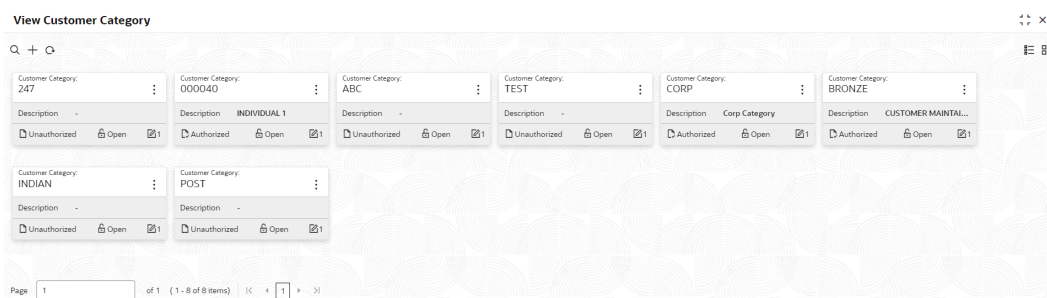 View Customer Category
Customer Category: Customer Category: Customer Category: Customer Category: Customer Category: Customer Category:
247 000040 ABC TEST CORP BRONZE
Description - Description INDIVIDUAL 1 Description - Description - Description Corp Category Description CUSTOMER MAINTAI...
Unauthorized Open 1 Authorized Open 1 Unauthorized Open 1 Unauthorized Open 1 Authorized Open 1 Authorized Open 1
Customer Category: Customer Category:
INDIAN POST
Description - Description -
Unauthorized Open 1 Unauthorized Open 1
Page 1 of 1 (1 - 8 of 8 items) 1